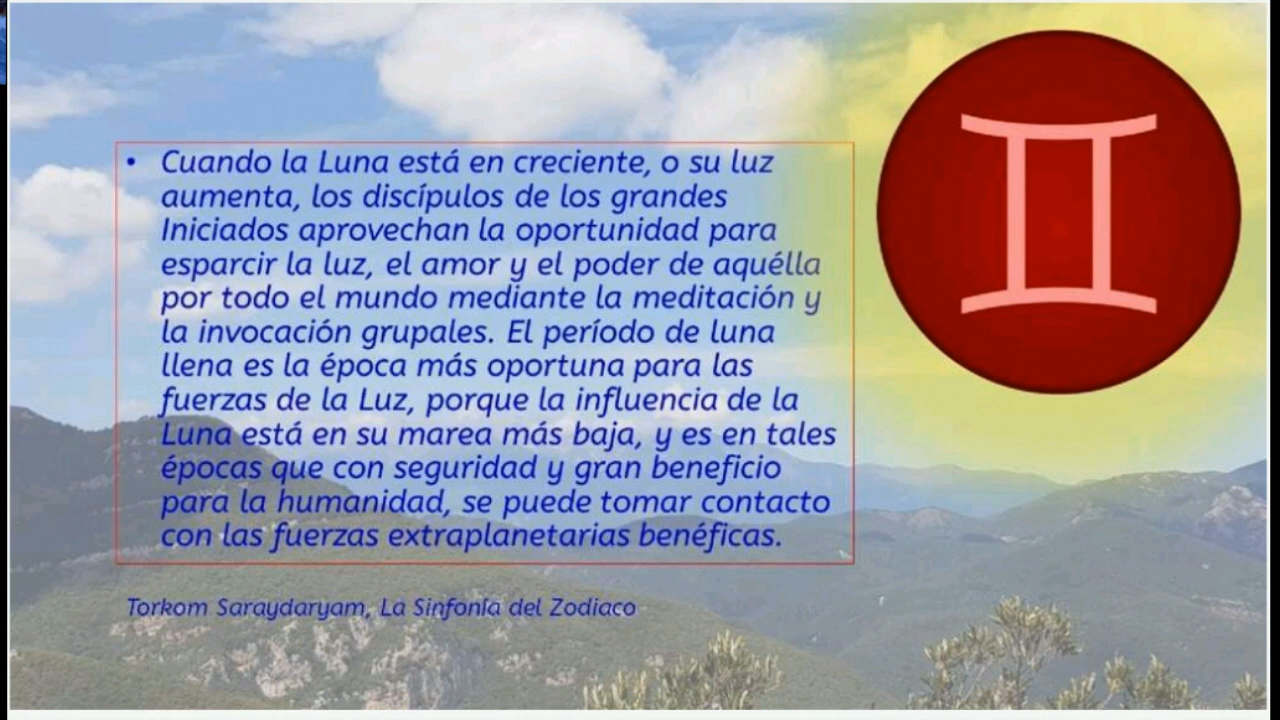 • Cuando la Luna está en creciente, o su luz
aumenta, los discípulos de los grandes
Iniciados aprovechan la oportunidad para
esparcir la luz, el amor y el poder de aquélla
por todo el mundo mediante la meditación y
la invocación grupales. El período de luna
llena es la época más oportuna para las
fuerzas de la Luz, porque la influencia de la
Luna está en su marea más baja, y es en tales
épocas que con seguridad y gran beneficio
para la humanidad, se puede tomar contacto
con las fuerzas extraplanetarias benéficas.
Torkom Saraydaryam, La Sinfonía del Zodiaco